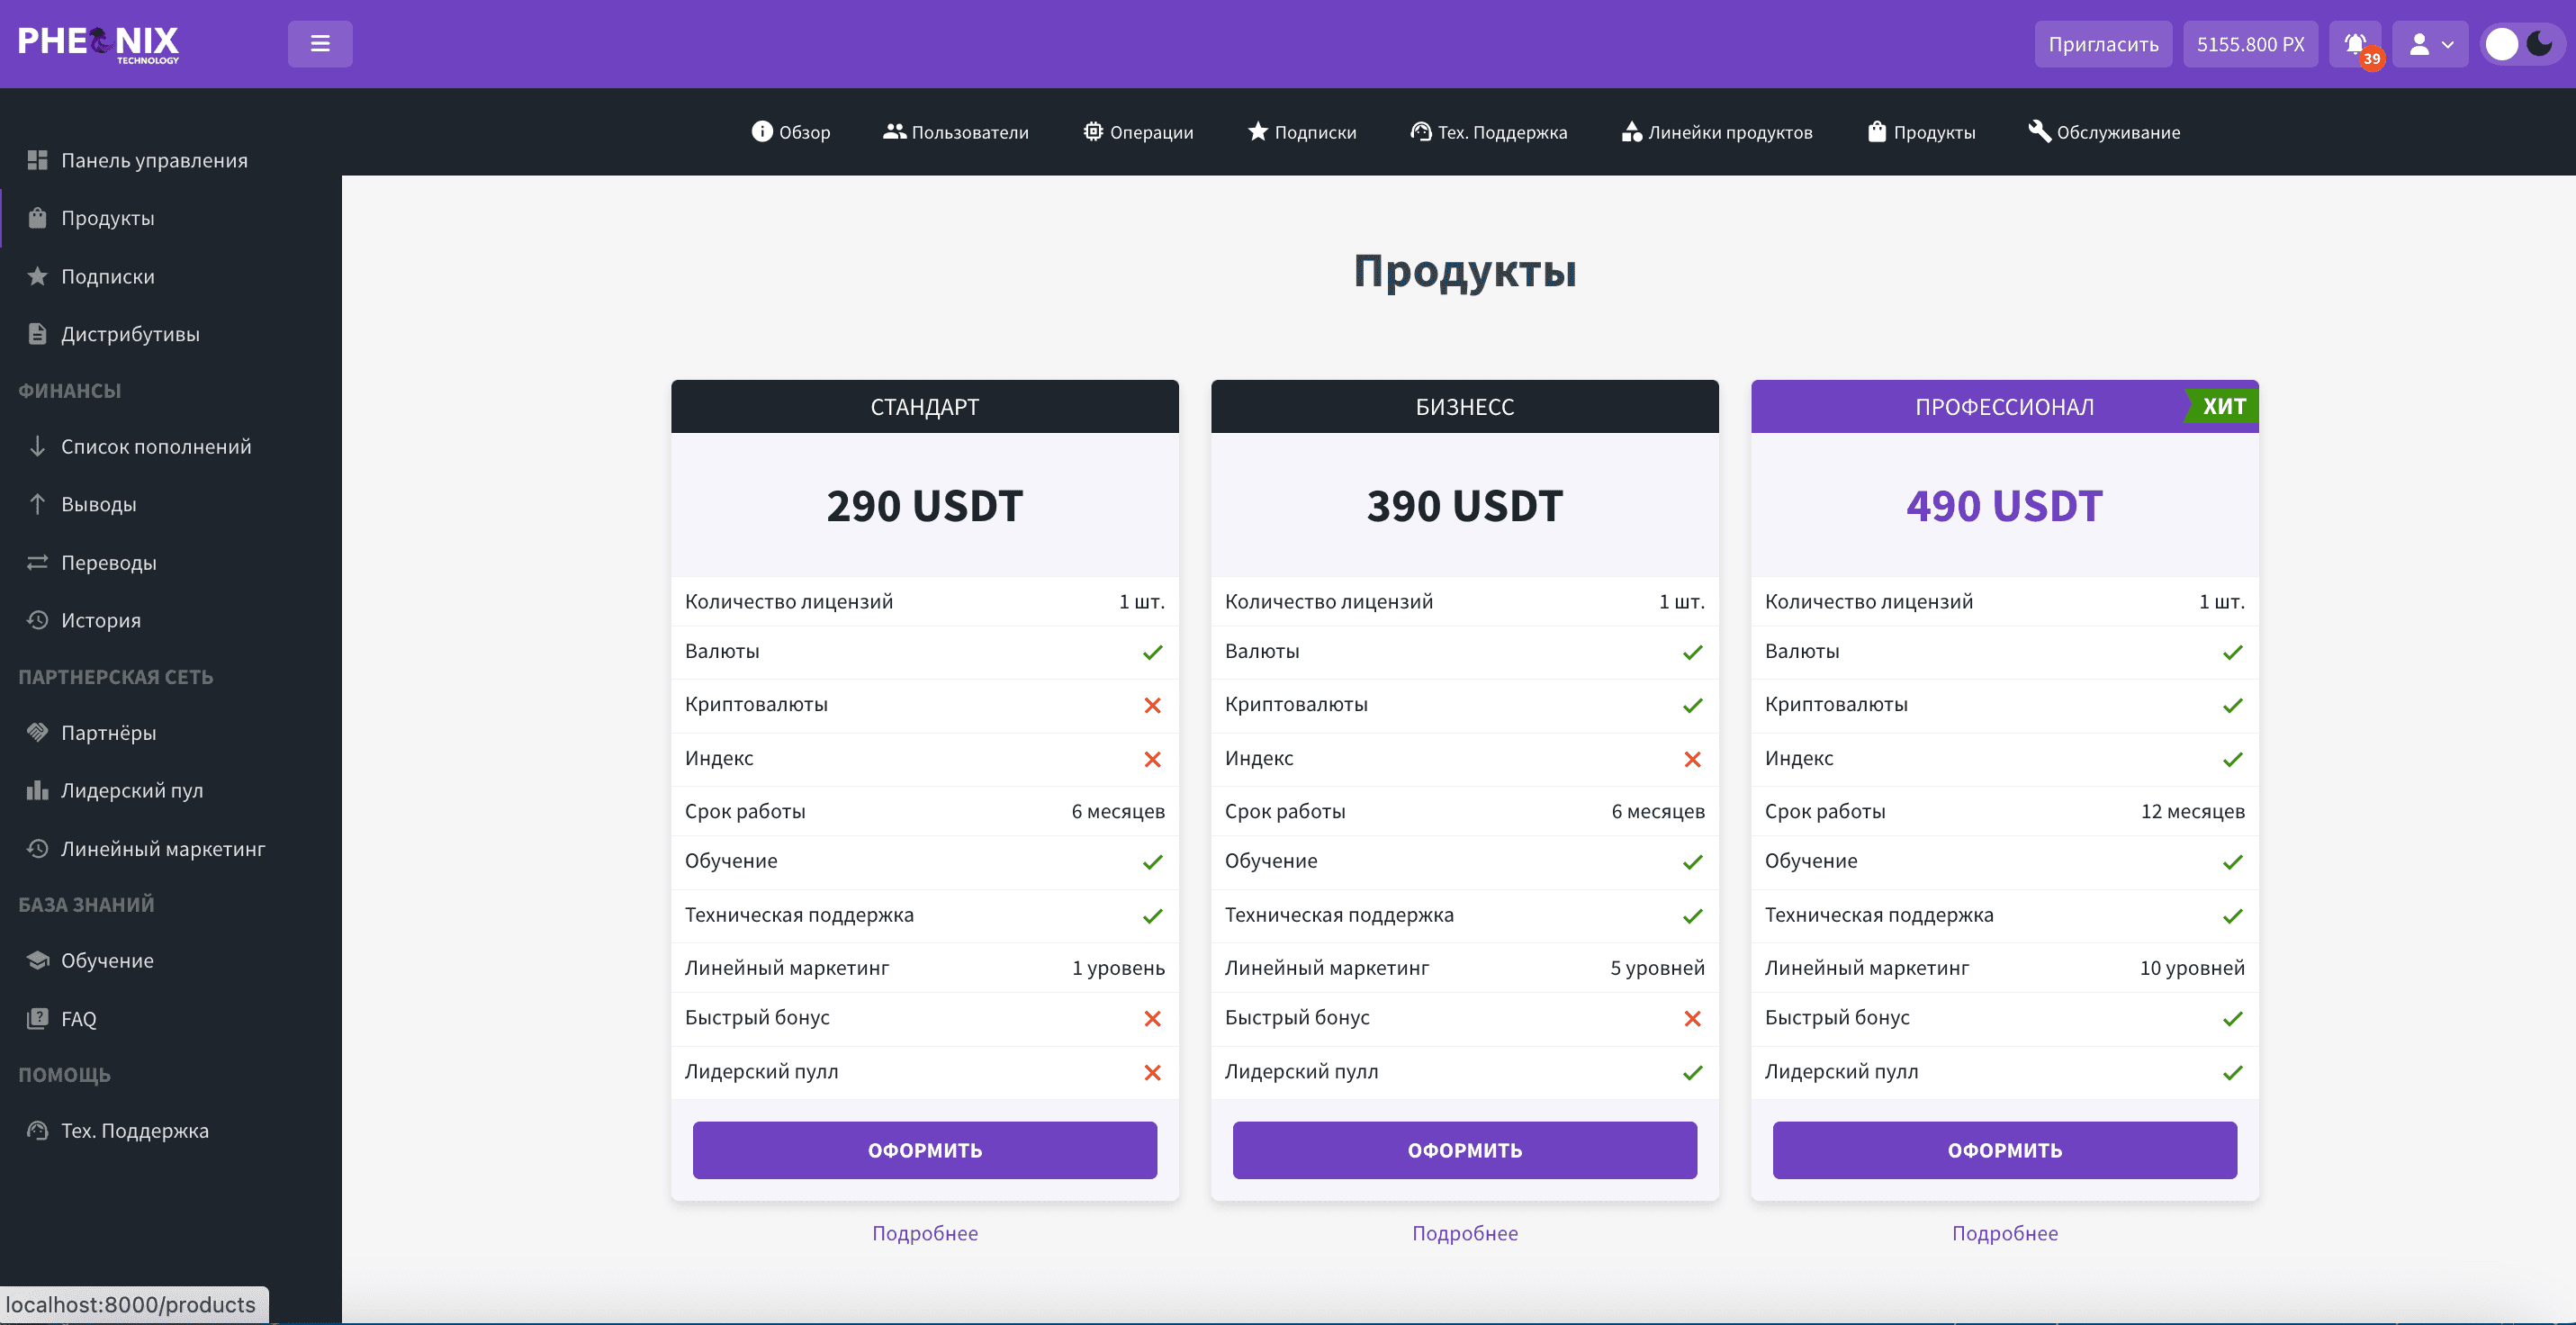 PHEONIX
TECHNOLOGY
Пригласить
5155.800 PX
39
Обзор
Пользователи
Операции
Подписки
Тех. Поддержка
Линейки продуктов
Продукты
Обслуживание
Панель управления
Продукты
Подписки
Дистрибутивы
ФИНАНСЫ
Список пополнений
Выводы
Переводы
История
ПАРТНЕРСКАЯ СЕТЬ
Партнёры
Лидерский пул
Линейный маркетинг
БАЗА ЗНАНИЙ
Обучение
FAQ
ПОМОЩЬ
Тех. Поддержка
Продукты
СТАНДАРТ
290 USDT
Количество лицензий 1 шт.
Валюты
Криптовалюты
Индекс
Срок работы 6 месяцев
Обучение
Техническая поддержка
Линейный маркетинг 1 уровень
Быстрый бонус
Лидерский пулл
ОФОРМИТЬ
Подробнее
БИЗНЕСС
390 USDT
Количество лицензий 1 шт.
Валюты
Криптовалюты
Индекс
Срок работы 6 месяцев
Обучение
Техническая поддержка
Линейный маркетинг 5 уровней
Быстрый бонус
Лидерский пулл
ОФОРМИТЬ
Подробнее
ПРОФЕССИОНАЛ
ХИТ
490 USDT
Количество лицензий 1 шт.
Валюты
Криптовалюты
Индекс
Срок работы 12 месяцев
Обучение
Техническая поддержка
Линейный маркетинг 10 уровней
Быстрый бонус
Лидерский пулл
ОФОРМИТЬ
Подробнее
localhost:8000/products